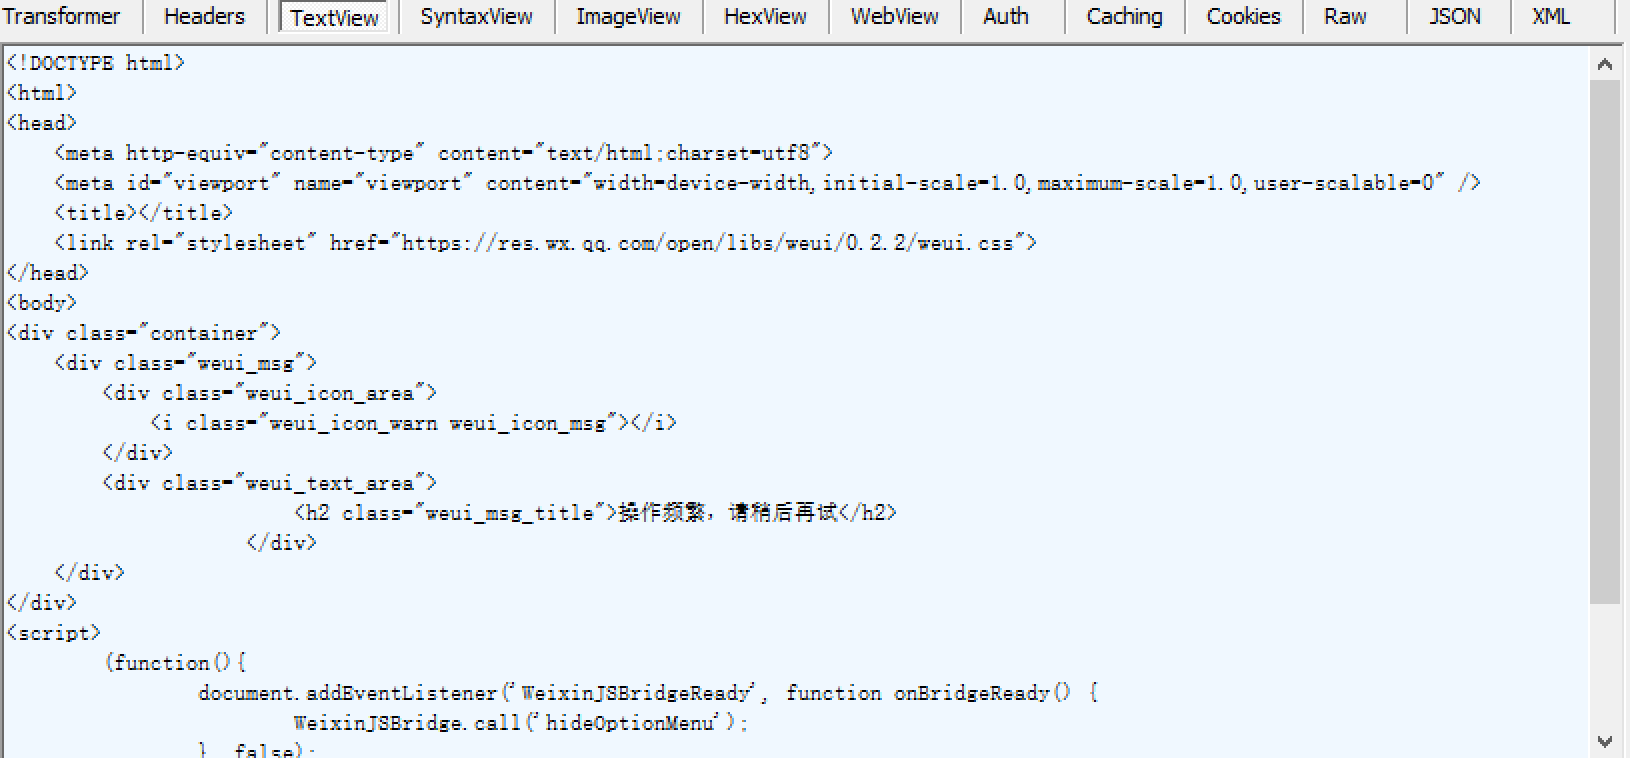 Transformer Headers TextView SyntaxView ImageView HexView WebView Auth Caching Cookies Raw JSON XML
<!DOCTYPE html>
<html>
<head>
    <meta http-equiv="content-type" content="text/html;charset=utf8">
    <meta id="viewport" name="viewport" content="width=device-width,initial-scale=1.0,maximum-scale=1.0,user-scalable=0" />
    <title></title>
    <link rel="stylesheet" href="https://res.wx.qq.com/open/libs/weui/0.2.2/weui.css">
</head>
<body>
<div class="container">
    <div class="weui_msg">
        <div class="weui_icon_area">
            <i class="weui_icon_warn weui_icon_msg"></i>
        </div>
        <div class="weui_text_area">
                        <h2 class="weui_msg_title">操作频繁，请稍后再试</h2>
                    </div>
    </div>
</div>
<script>
        (function(){
                document.addEventListener('WeixinJSBridgeReady', function onBridgeReady() {
                        WeixinJSBridge.call('hideOptionMenu');
                }, false);